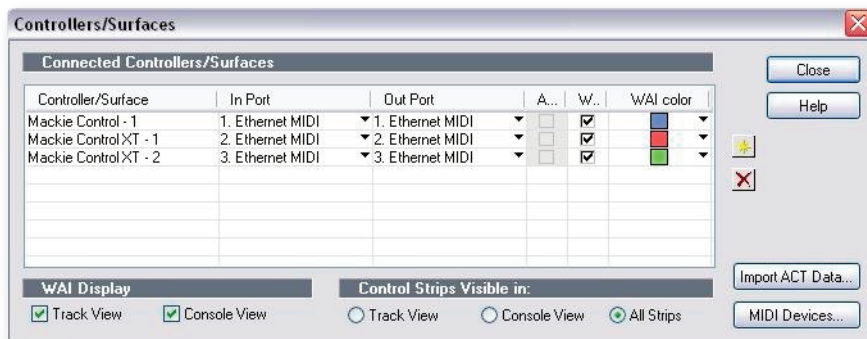 Controllers/Surfaces
Connected Controllers/Surfaces
Controller/Surface In Port Out Port A... W.. WAI color
Mackie Control - 1 1. Ethernet MIDI 1. Ethernet MIDI
Mackie Control XT - 1 2. Ethernet MIDI 2. Ethernet MIDI
Mackie Control XT - 2 3. Ethernet MIDI 3. Ethernet MIDI
Close
Help
Import ACT Data...
MIDI Devices...
WAI Display
Track View Console View
Control Strips Visible in:
Track View Console View All Strips